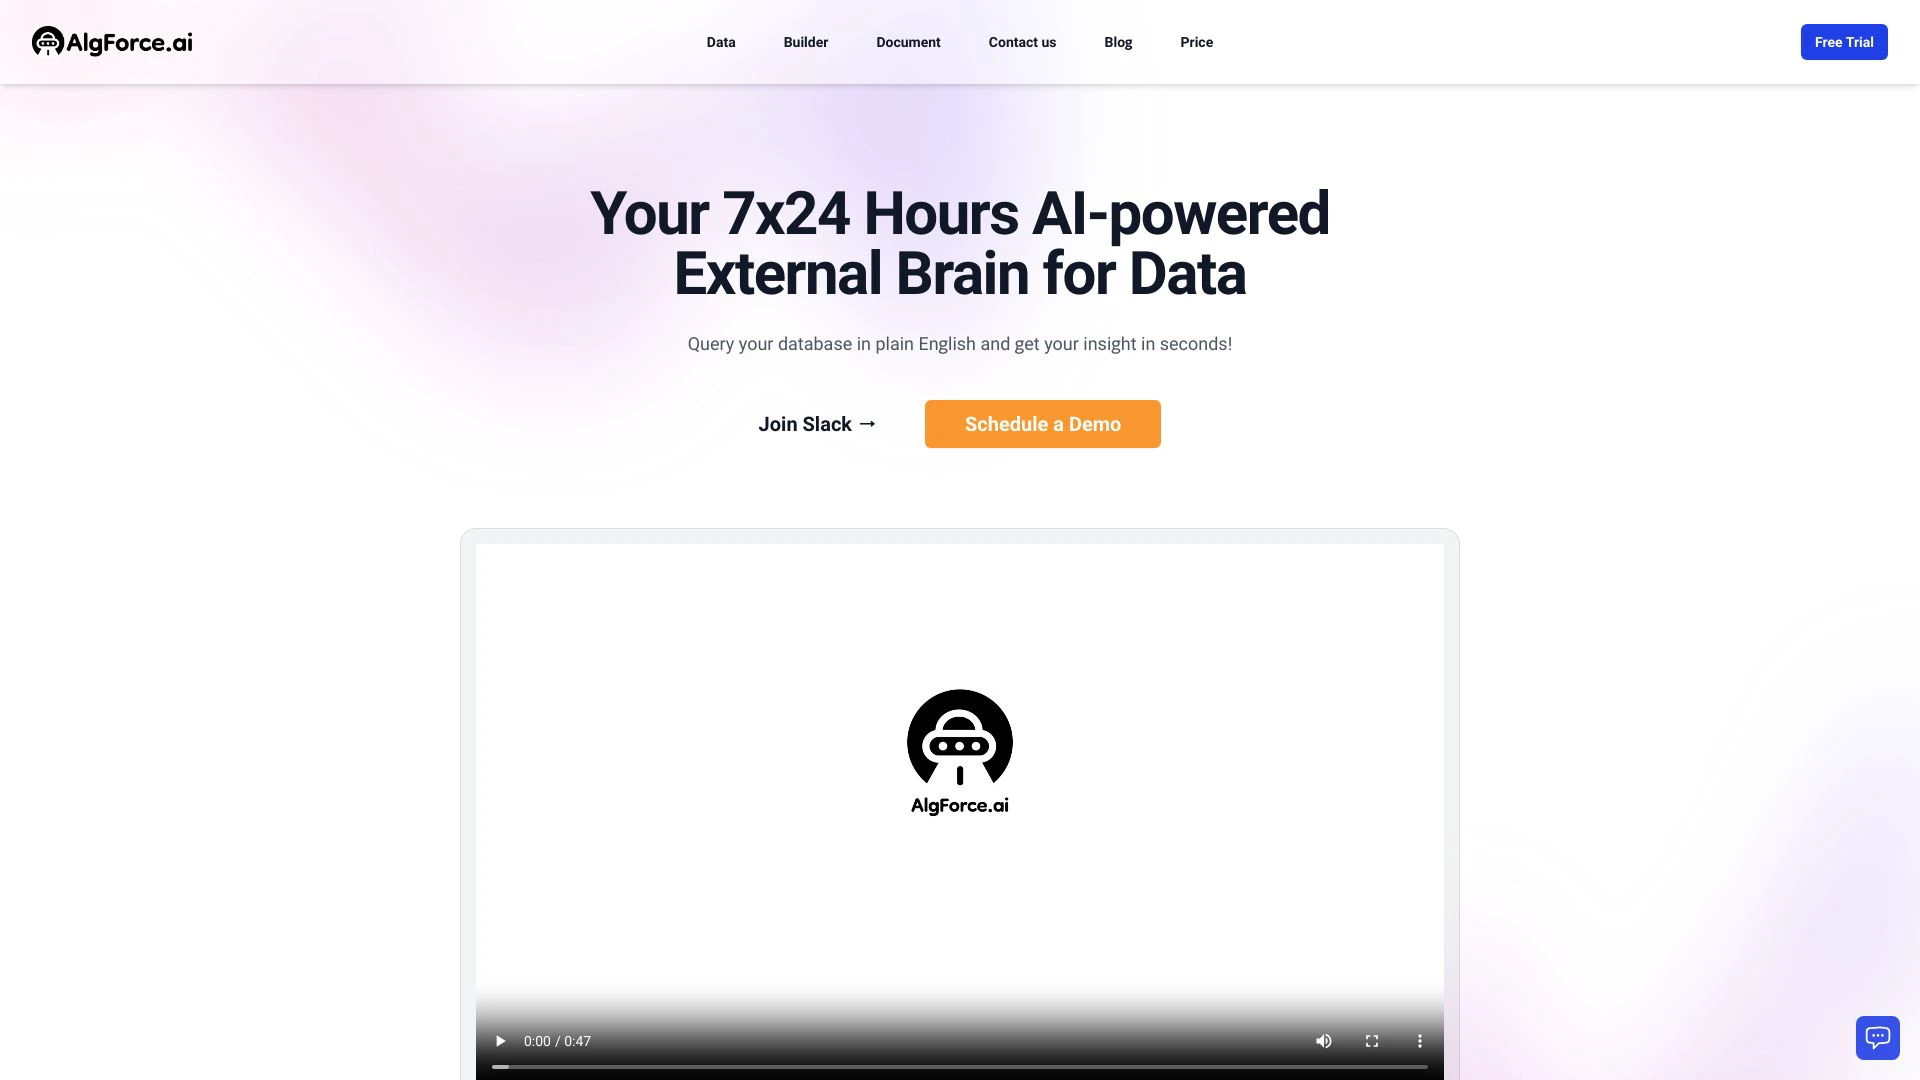 AlgForce.ai
Data
Builder
Document
Contact us
Blog
Price
Free Trial
Your 7x24 Hours AI-powered
External Brain for Data
Query your database in plain English and get your insight in seconds!
Join Slack →
Schedule a Demo
AlgForce.ai
0:00 / 0:47